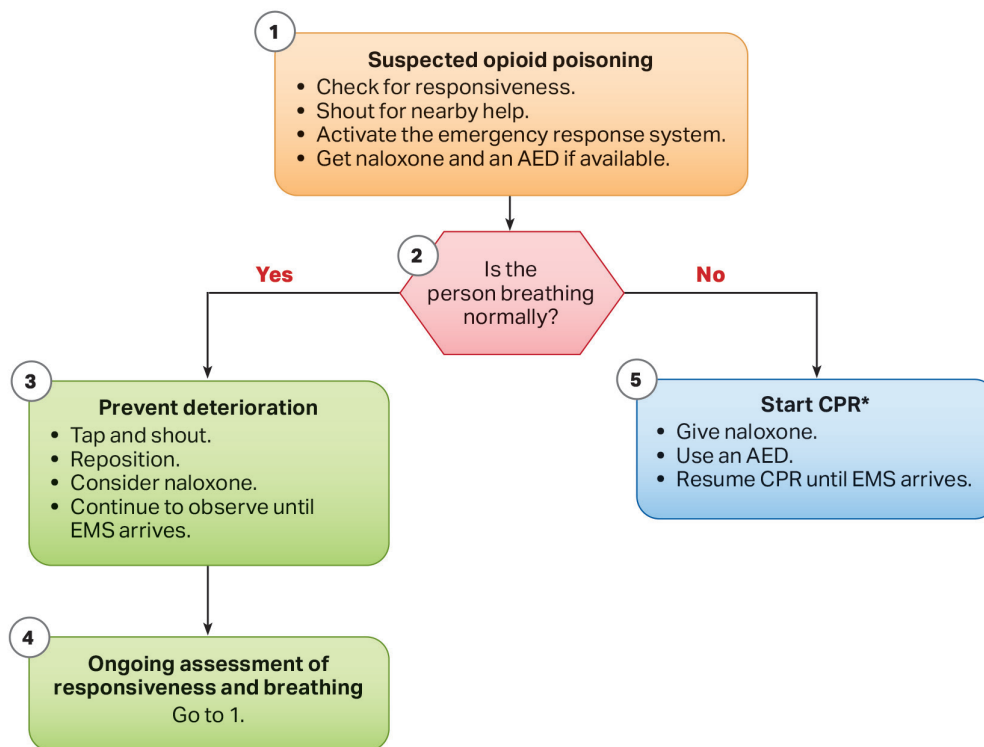 1
Suspected opioid poisoning
• Check for responsiveness.
• Shout for nearby help.
• Activate the emergency response system.
• Get naloxone and an AED if available.
2
Is the
person breathing
normally?
Yes
No
3
Prevent deterioration
• Tap and shout.
• Reposition.
• Consider naloxone.
• Continue to observe until
EMS arrives.
5
Start CPR*
• Give naloxone.
• Use an AED.
• Resume CPR until EMS arrives.
4
Ongoing assessment of
responsiveness and breathing
Go to 1.